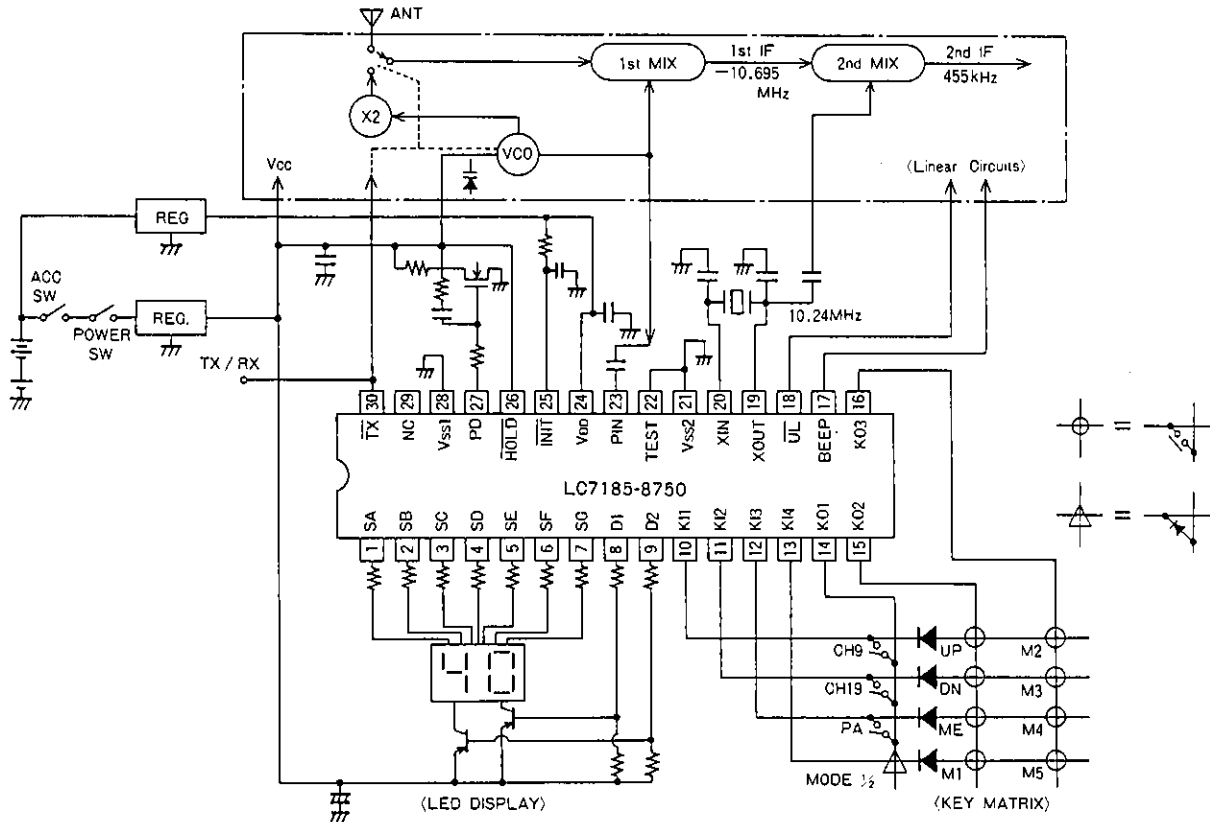 ANT
1st MIX
1st IF
−10.695
MHz
2nd MIX
2nd IF
455kHz
X2
VCO
Vcc
(Linear Circuits)
REG
ACC
SW
POWER
SW
REG.
TX / RX
10.24MHz
30 29 28 27 26 25 24 23 22 21 20 19 18 17 16
TX NC Vss1 PD HOLD INIT VDD PIN TEST Vss2 XIN XOUT UL BEEP KO3
LC7185-8750
SA SB SC SD SE SF SG D1 D2 KI1 KI2 KI3 KI4 KO1 KO2
1 2 3 4 5 6 7 8 9 10 11 12 13 14 15
=
=
40
CH9 UP M2
CH19 DN M3
PA ME M4
MODE ½ M1 M5
(LED DISPLAY)
(KEY MATRIX)